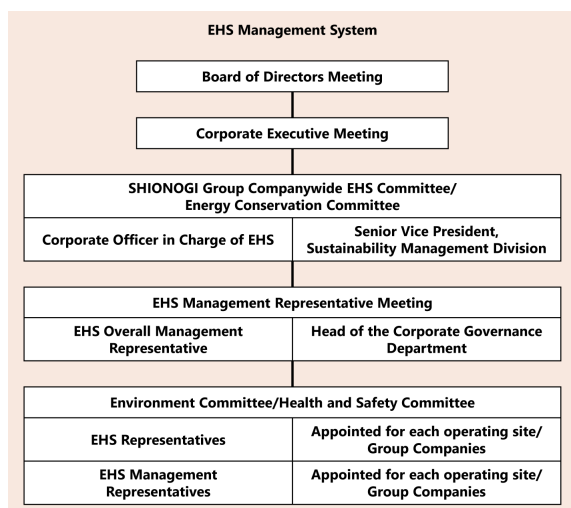 EHS Management System
Board of Directors Meeting
Corporate Executive Meeting
SHIONOGI Group Companywide EHS Committee/
Energy Conservation Committee
Corporate Officer in Charge of EHS
Senior Vice President,
Sustainability Management Division
EHS Management Representative Meeting
EHS Overall Management
Representative
Head of the Corporate Governance
Department
Environment Committee/Health and Safety Committee
EHS Representatives
Appointed for each operating site/
Group Companies
EHS Management
Representatives
Appointed for each operating site/
Group Companies